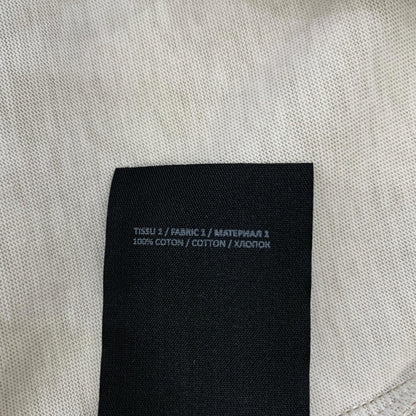 TISSU 1 / FABRIC 1 / МАТЕРИАЛ 1
100% COTON / COTTON / ХЛОПОК